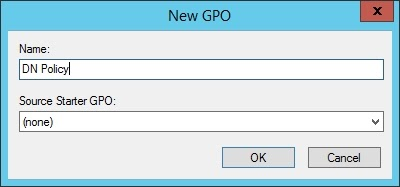 New GPO
Name:
DN Policy
Source Starter GPO:
(none)
OK Cancel